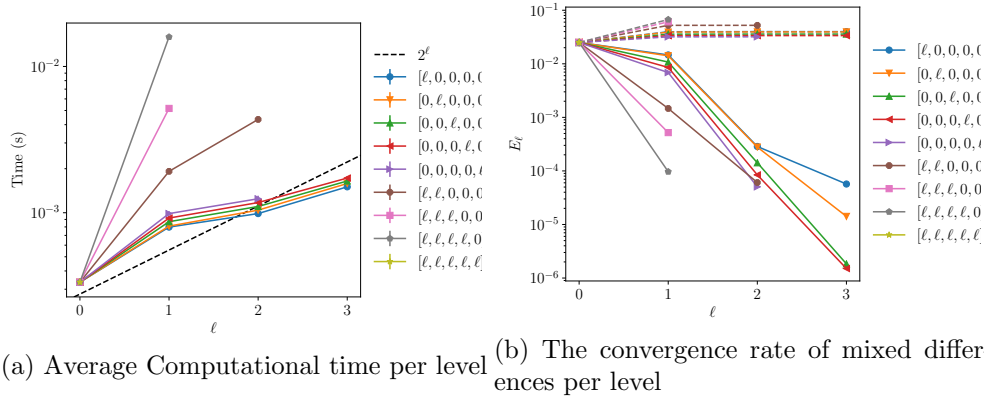 10⁻²
10⁻³
Time (s)
0 1 2 3
ℓ
2^ℓ
[ℓ, 0, 0, 0, 0
[0, ℓ, 0, 0, 0
[0, 0, ℓ, 0, 0
[0, 0, 0, ℓ, 0
[0, 0, 0, 0, ℓ
[ℓ, ℓ, 0, 0, 0
[ℓ, ℓ, ℓ, 0, 0
[ℓ, ℓ, ℓ, ℓ, 0
[ℓ, ℓ, ℓ, ℓ, ℓ]
(a) Average Computational time per level
10⁻¹
10⁻²
10⁻³
10⁻⁴
10⁻⁵
10⁻⁶
E_ℓ
0 1 2 3
ℓ
[ℓ, 0, 0, 0, 0
[0, ℓ, 0, 0, 0
[0, 0, ℓ, 0, 0
[0, 0, 0, ℓ, 0
[0, 0, 0, 0, ℓ
[ℓ, ℓ, 0, 0, 0
[ℓ, ℓ, ℓ, 0, 0
[ℓ, ℓ, ℓ, ℓ, 0
[ℓ, ℓ, ℓ, ℓ, ℓ]
(b) The convergence rate of mixed differ
ences per level